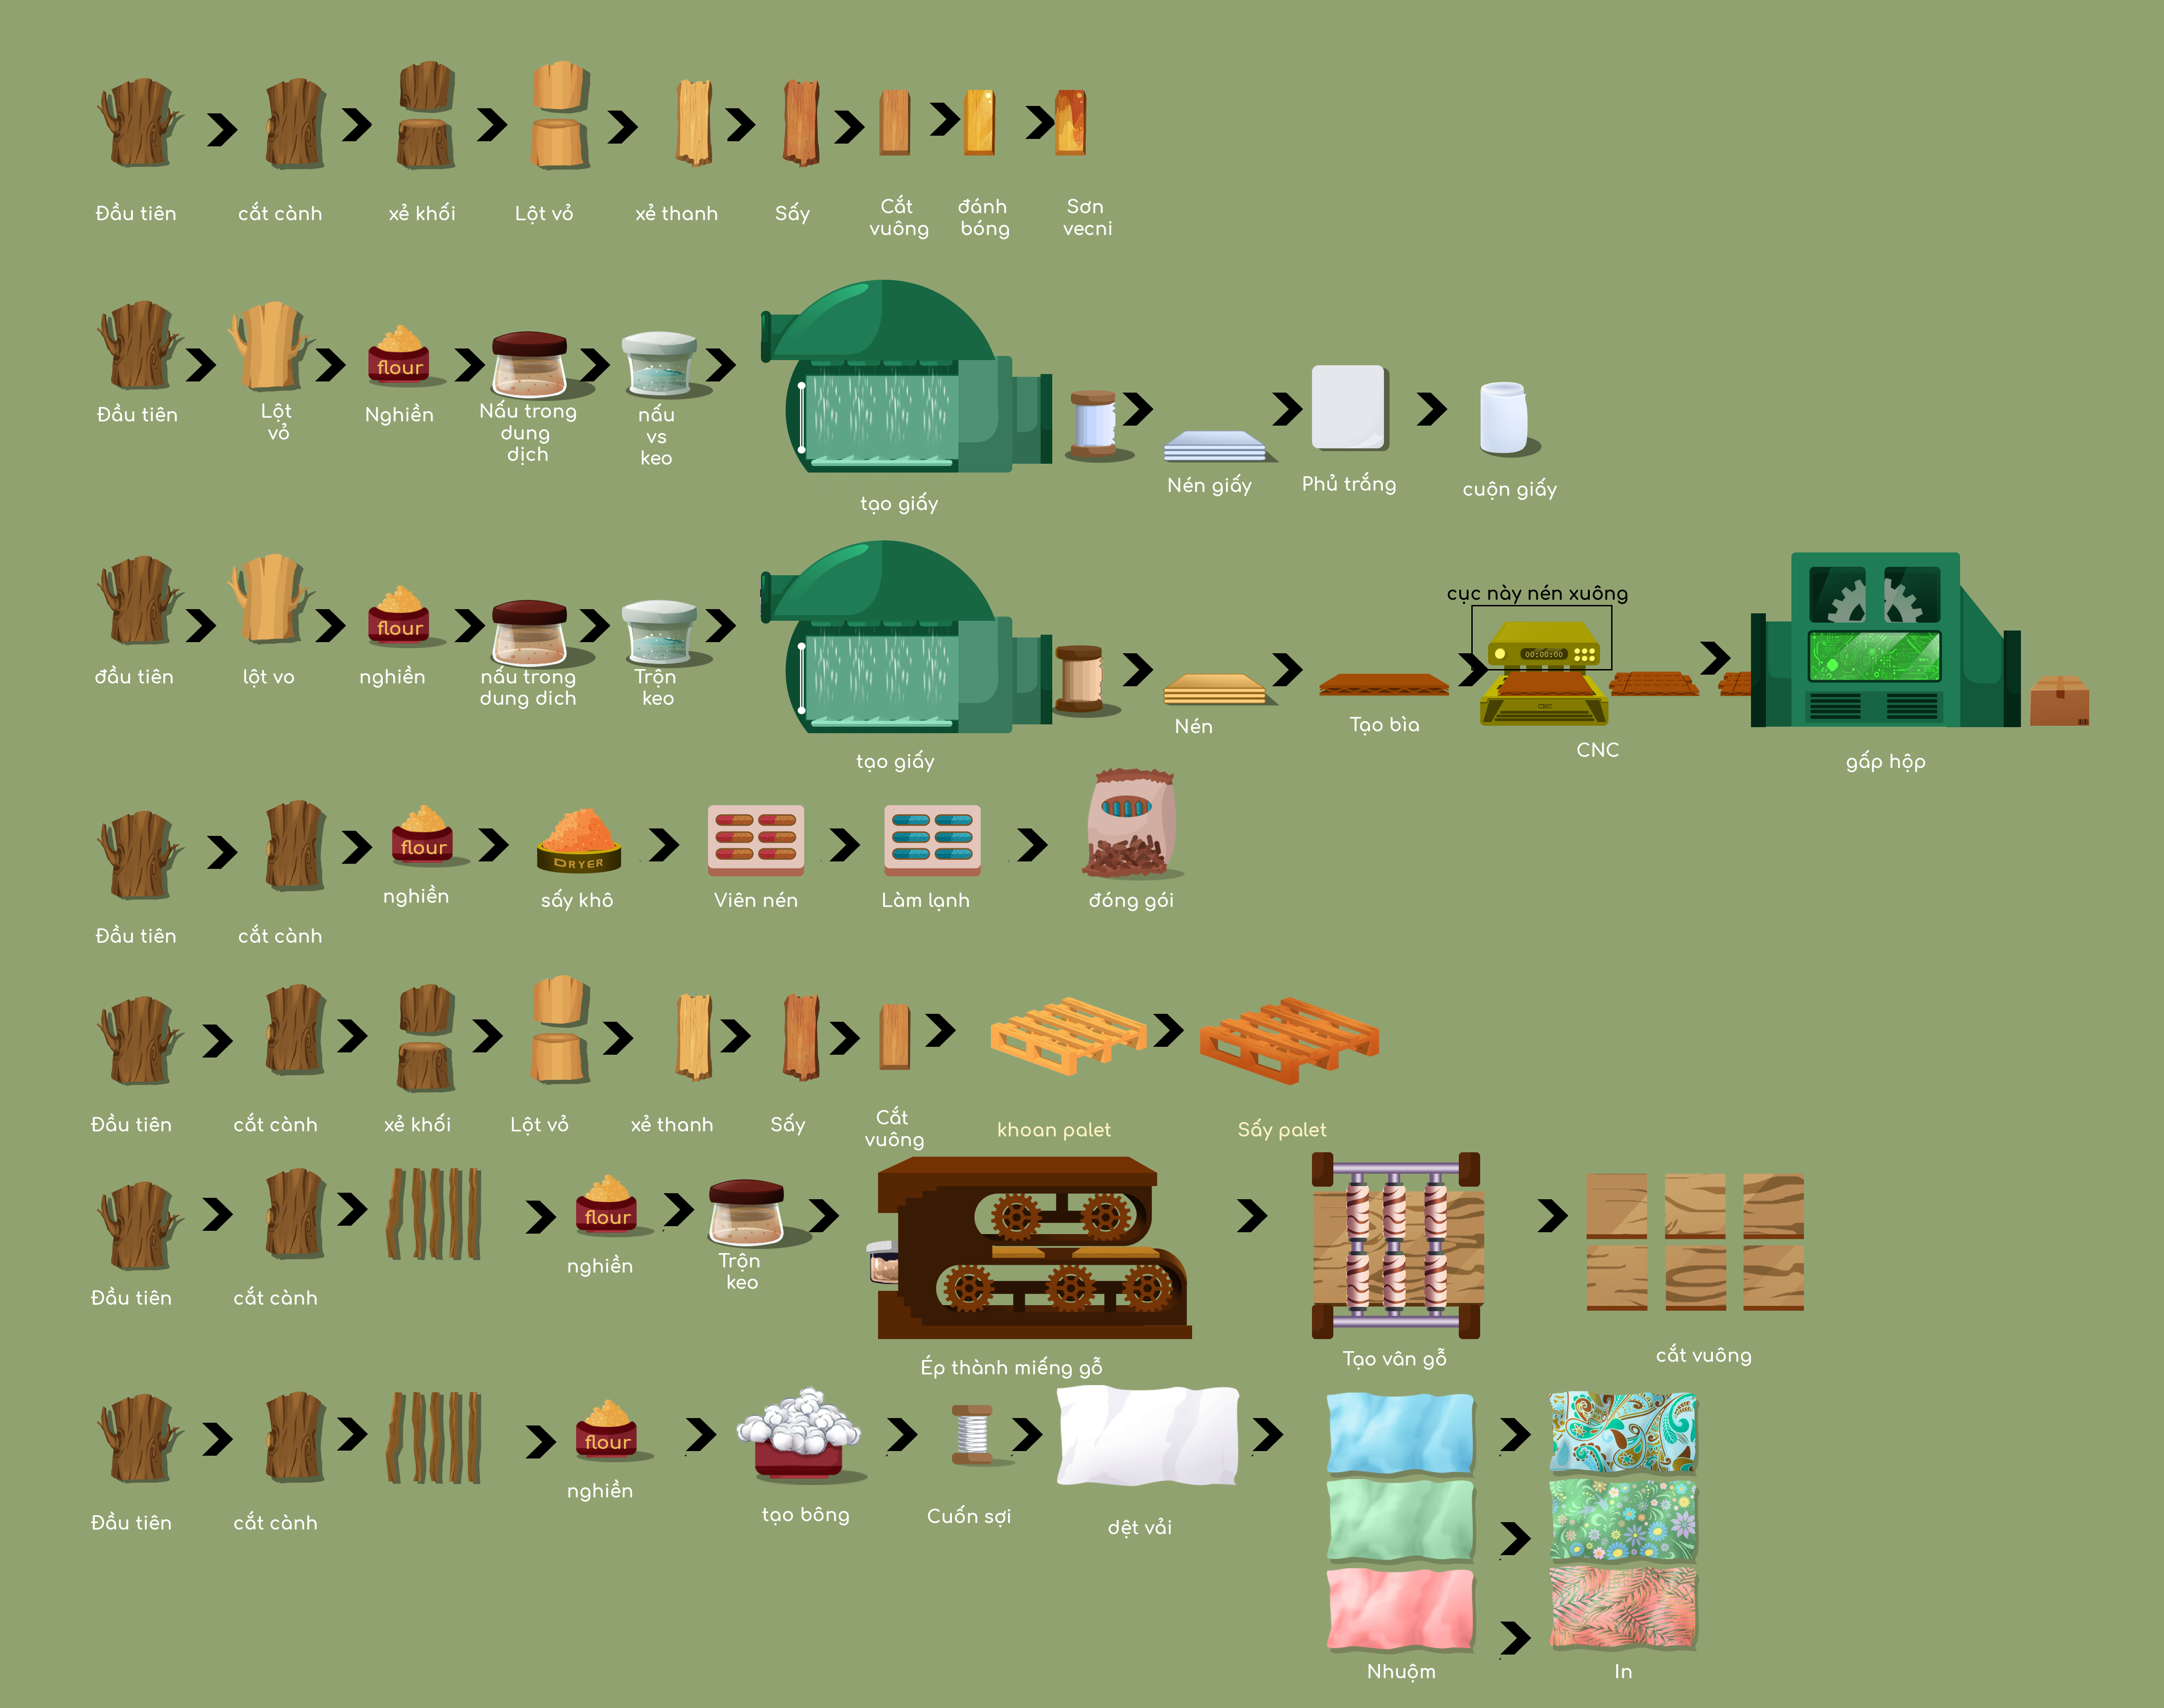 Đầu tiên
cắt cành
xẻ khối
Lột vỏ
xẻ thanh
Sấy
Cắt
vuông
đánh
bóng
Sơn
vecni
flour
Đầu tiên
Lột
vỏ
Nghiền
Nấu trong
dung
dịch
nấu
vs
keo
tạo giấy
Nén giấy
Phủ trắng
cuộn giấy
cục này nén xuông
flour
00:00:00
CNC
đầu tiên
lột vo
nghiền
nấu trong
dung dich
Trộn
keo
tạo giấy
Nén
Tạo bìa
CNC
gấp hộp
flour
DRYER
Đầu tiên
cắt cành
nghiền
sấy khô
Viên nén
Làm lạnh
đóng gói
Đầu tiên
cắt cành
xẻ khối
Lột vỏ
xẻ thanh
Sấy
Cắt
vuông
khoan palet
Sấy palet
flour
Đầu tiên
cắt cành
nghiền
Trộn
keo
Ép thành miếng gỗ
Tạo vân gỗ
cắt vuông
flour
Đầu tiên
cắt cành
nghiền
tạo bông
Cuốn sợi
dệt vải
Nhuộm
In